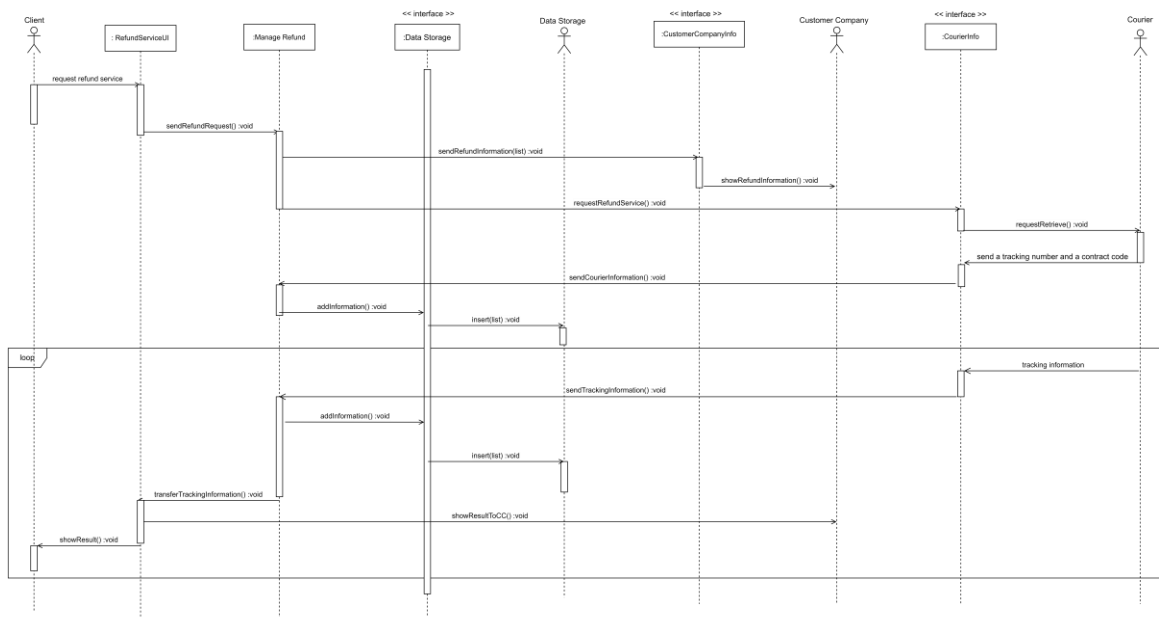 Client
: RefundServiceUI
:Manage Refund
<< interface >>
:Data Storage
Data Storage
<< interface >>
:CustomerCompanyInfo
Customer Company
<< interface >>
:CourierInfo
Courier
request refund service
sendRefundRequest() :void
sendRefundInformation(list) :void
showRefundInformation() :void
requestRefundService() :void
requestRetrieve() :void
send a tracking number and a contract code
sendCourierInformation() :void
addInformation() :void
insert(list) :void
loop
tracking information
sendTrackingInformation() :void
addInformation() :void
insert(list) :void
transferTrackingInformation() :void
showResultToCC() :void
showResult() :void